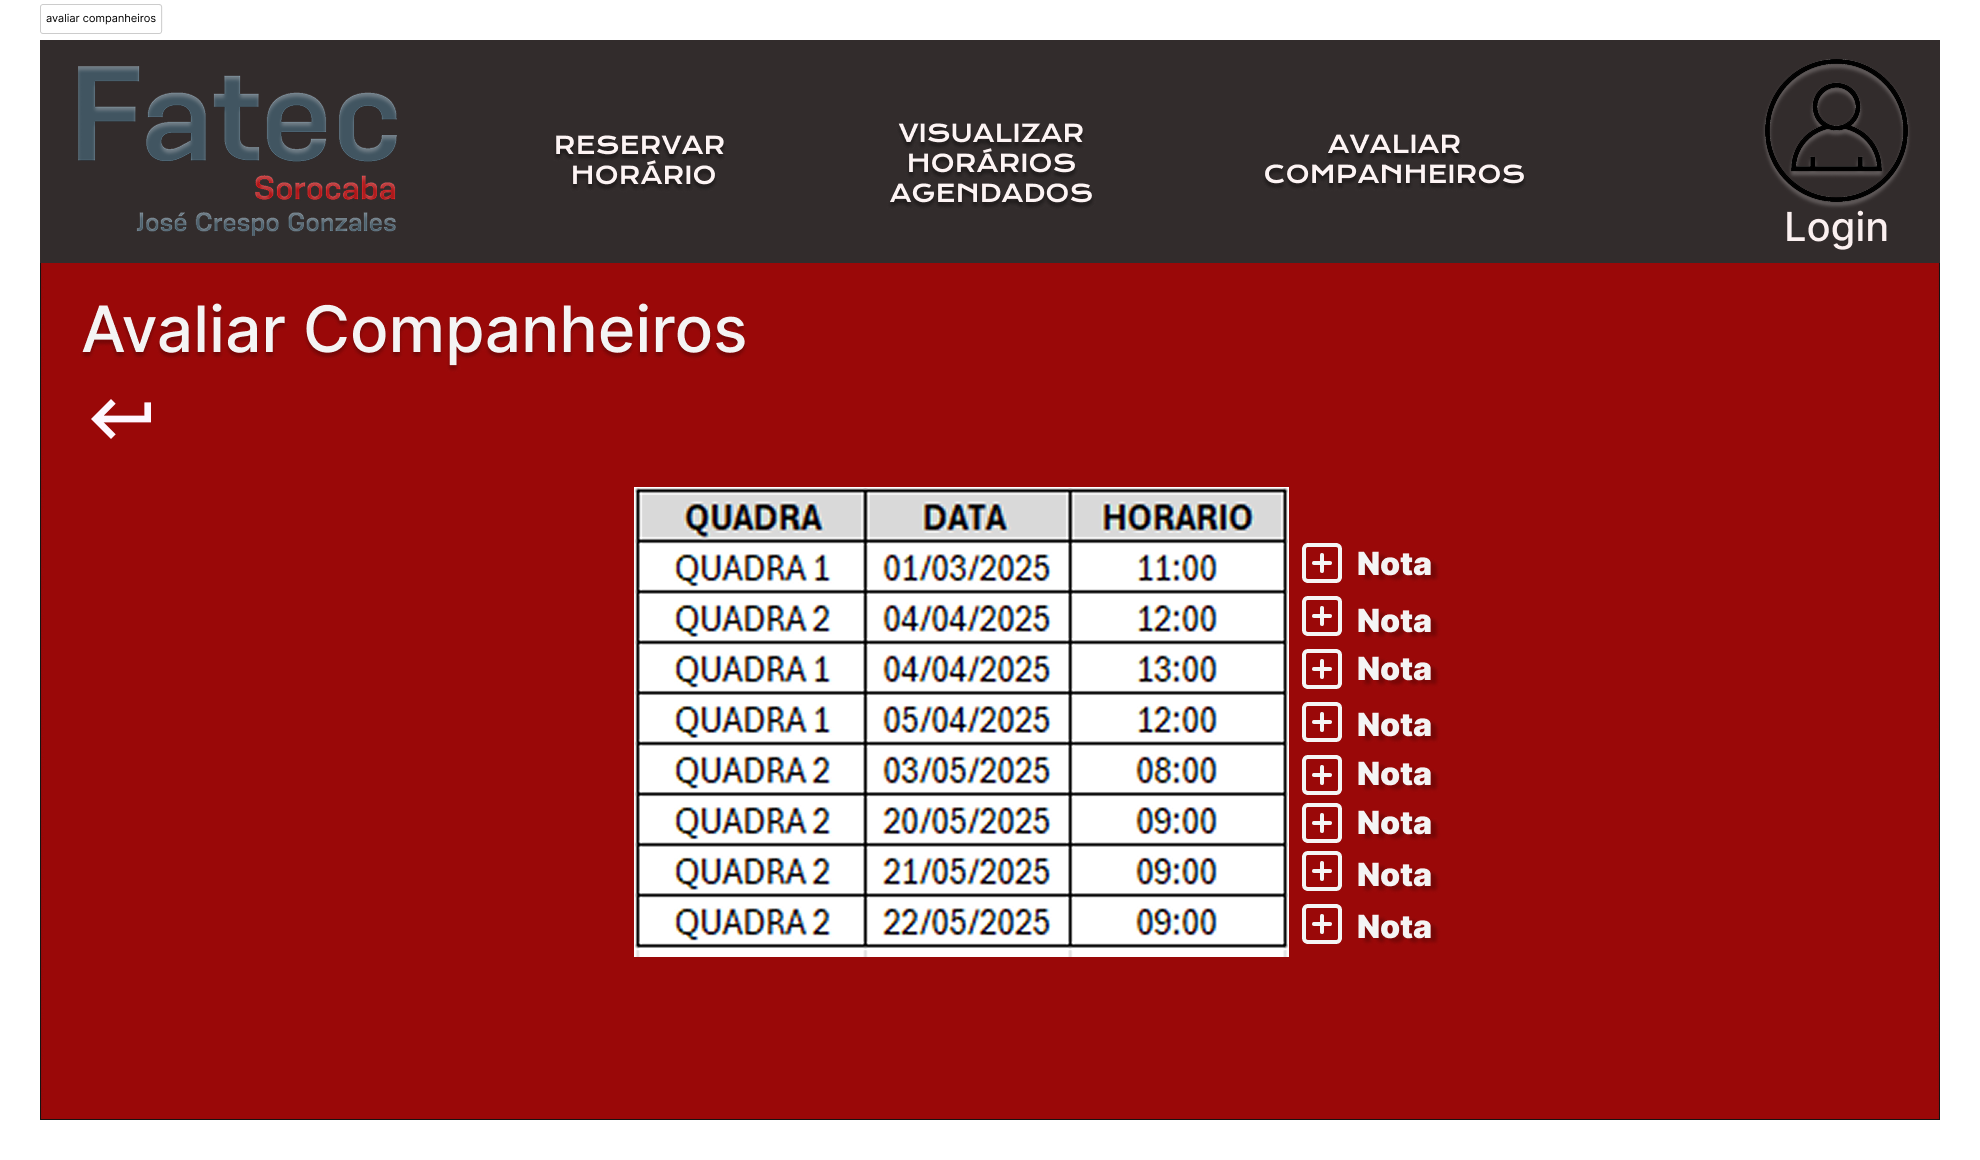 avaliar companheiros
Fatec
Sorocaba
José Crespo Gonzales
RESERVAR
HORÁRIO
VISUALIZAR
HORÁRIOS
AGENDADOS
AVALIAR
COMPANHEIROS
Login
Avaliar Companheiros
QUADRA DATA HORARIO
QUADRA 1 01/03/2025 11:00 Nota
QUADRA 2 04/04/2025 12:00 Nota
QUADRA 1 04/04/2025 13:00 Nota
QUADRA 1 05/04/2025 12:00 Nota
QUADRA 2 03/05/2025 08:00 Nota
QUADRA 2 20/05/2025 09:00 Nota
QUADRA 2 21/05/2025 09:00 Nota
QUADRA 2 22/05/2025 09:00 Nota